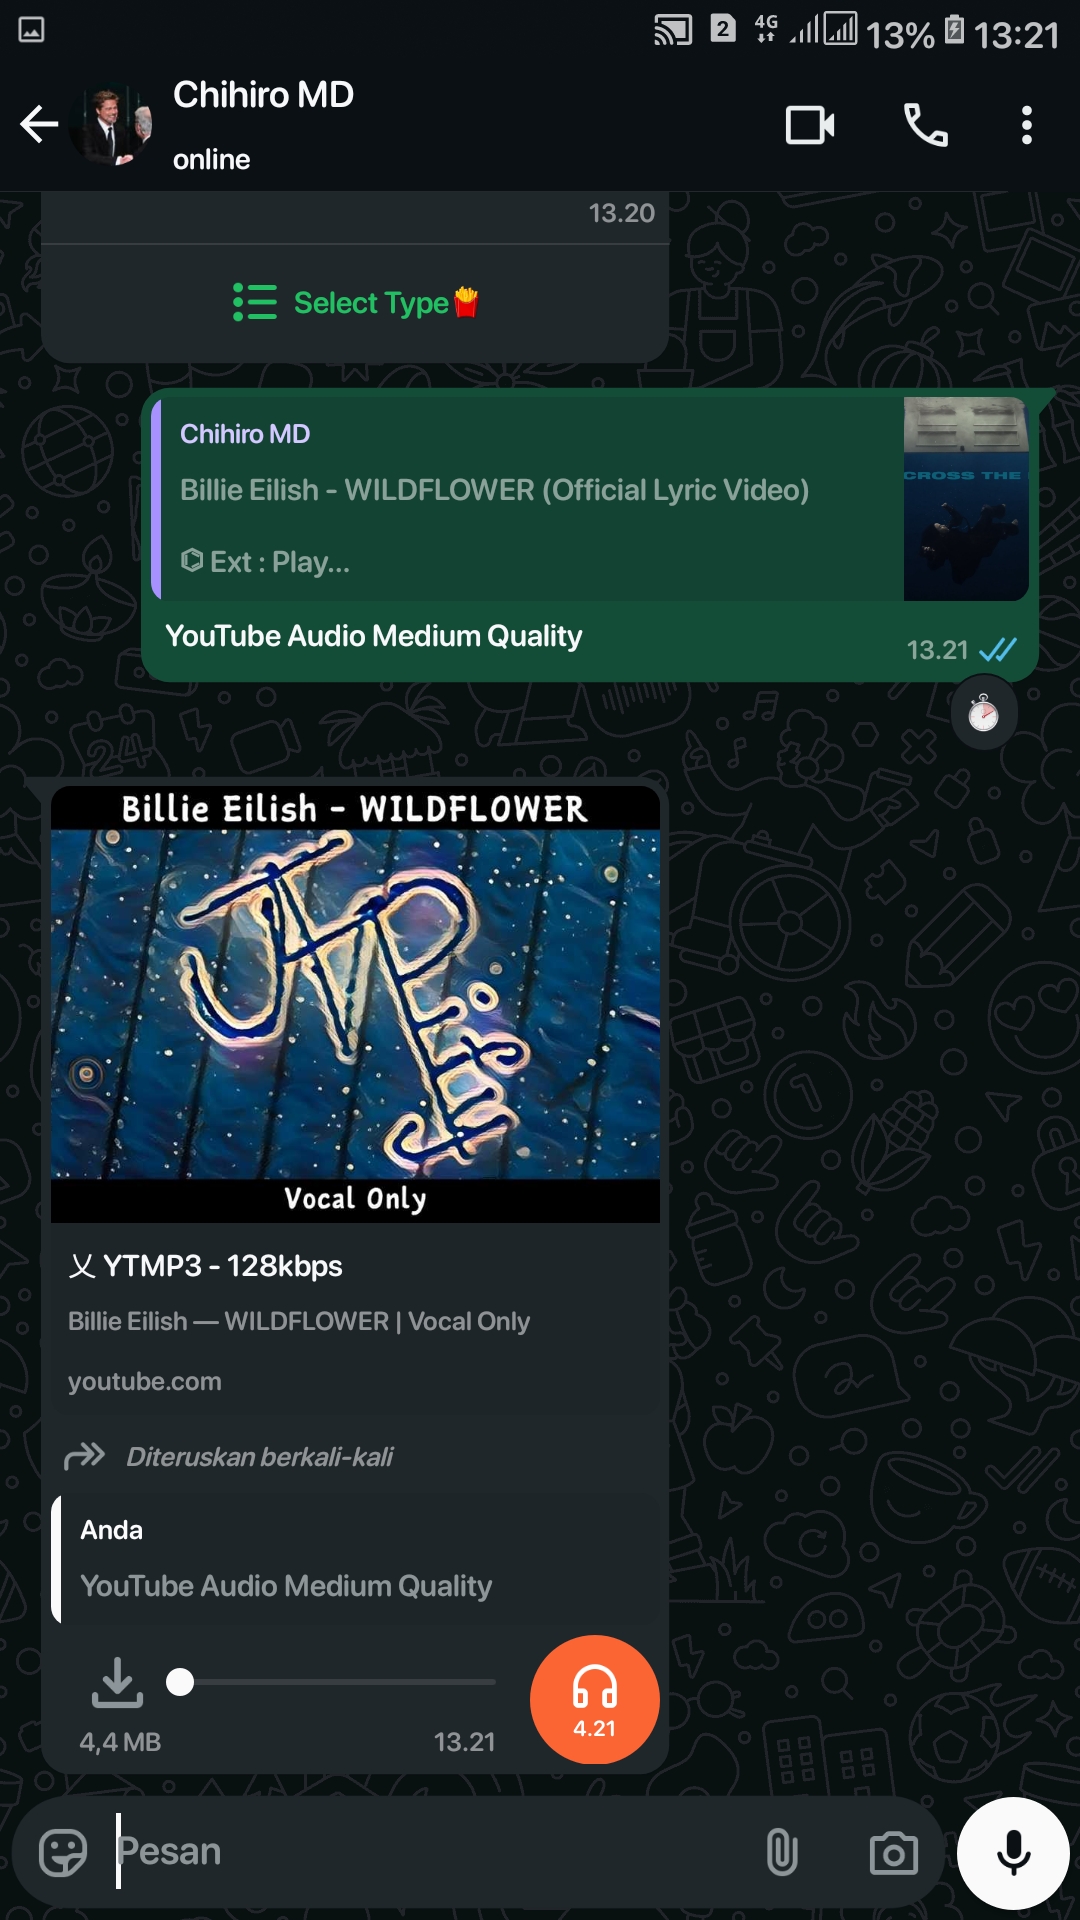 2 4G 13% 13:21
Chihiro MD
online
13.20
Select Type🍟
Chihiro MD
Billie Eilish - WILDFLOWER (Official Lyric Video)
CROSS THE
⌬ Ext : Play...
YouTube Audio Medium Quality
13.21
Billie Eilish - WILDFLOWER
JAD Edit
Vocal Only
乂 YTMP3 - 128kbps
Billie Eilish — WILDFLOWER | Vocal Only
youtube.com
Diteruskan berkali-kali
Anda
YouTube Audio Medium Quality
4.21
4,4 MB 13.21
Pesan